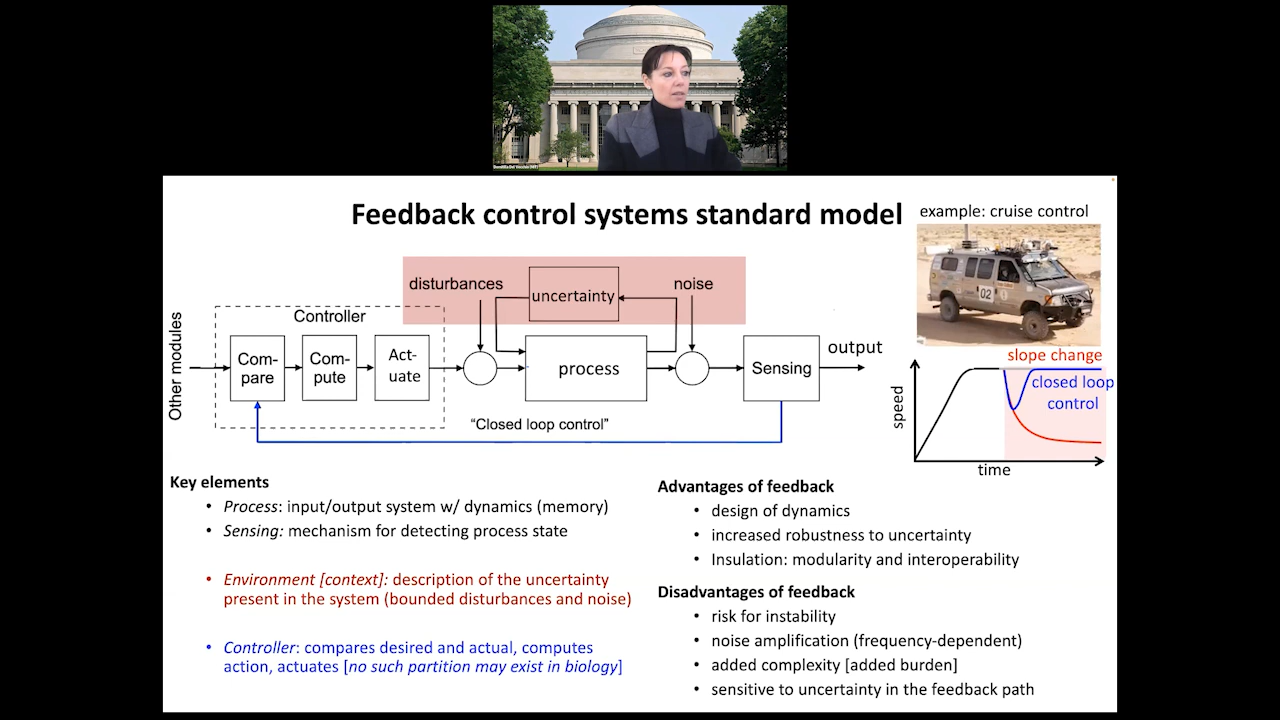 Domitilla Del Vecchio (MIT)
Feedback control systems standard model
example: cruise control
disturbances
uncertainty
noise
02
Controller
Other modules
Com-
pare
Com-
pute
Act-
uate
process
Sensing
output
"Closed loop control"
slope change
closed loop
control
speed
time
Key elements
• Process: input/output system w/ dynamics (memory)
• Sensing: mechanism for detecting process state
• Environment [context]: description of the uncertainty
present in the system (bounded disturbances and noise)
• Controller: compares desired and actual, computes
action, actuates [no such partition may exist in biology]
Advantages of feedback
• design of dynamics
• increased robustness to uncertainty
• Insulation: modularity and interoperability
Disadvantages of feedback
• risk for instability
• noise amplification (frequency-dependent)
• added complexity [added burden]
• sensitive to uncertainty in the feedback path